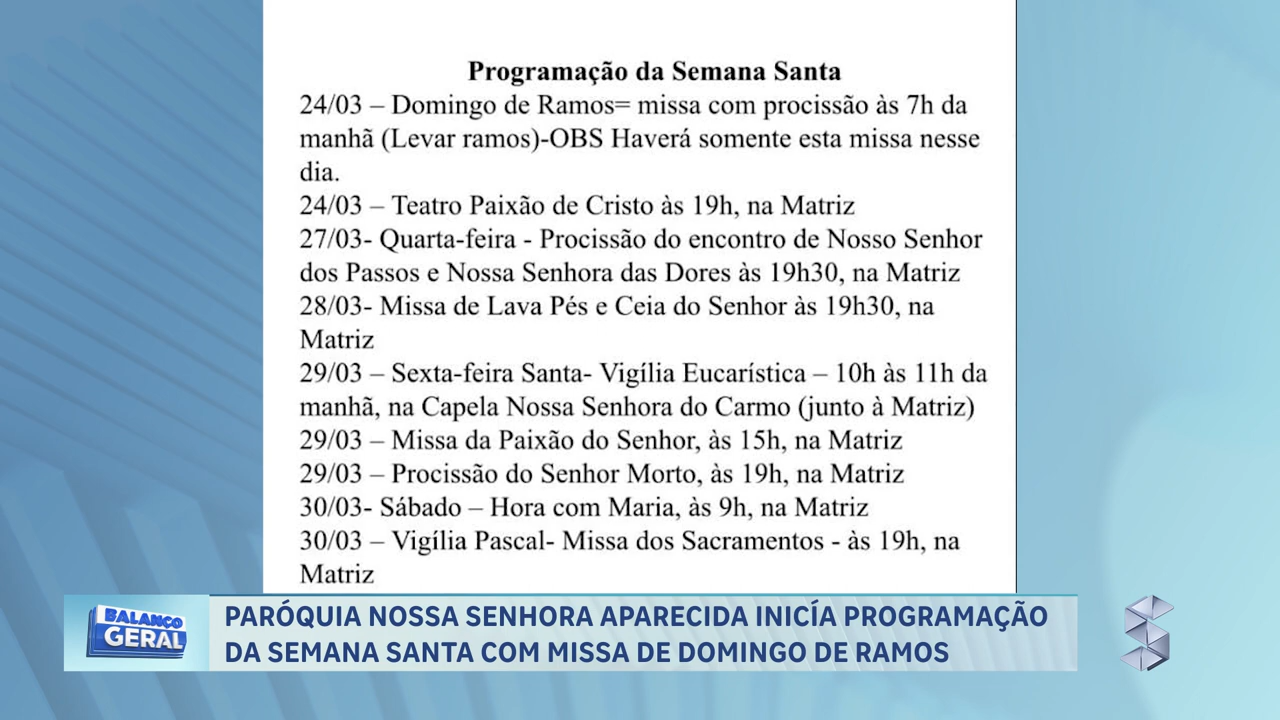 Programação da Semana Santa
24/03 – Domingo de Ramos= missa com procissão às 7h da
manhã (Levar ramos)-OBS Haverá somente esta missa nesse
dia.
24/03 – Teatro Paixão de Cristo às 19h, na Matriz
27/03- Quarta-feira - Procissão do encontro de Nosso Senhor
dos Passos e Nossa Senhora das Dores às 19h30, na Matriz
28/03- Missa de Lava Pés e Ceia do Senhor às 19h30, na
Matriz
29/03 – Sexta-feira Santa- Vigília Eucarística – 10h às 11h da
manhã, na Capela Nossa Senhora do Carmo (junto à Matriz)
29/03 – Missa da Paixão do Senhor, às 15h, na Matriz
29/03 – Procissão do Senhor Morto, às 19h, na Matriz
30/03- Sábado – Hora com Maria, às 9h, na Matriz
30/03 – Vigília Pascal- Missa dos Sacramentos - às 19h, na
Matriz
BALANÇO
GERAL
PARÓQUIA NOSSA SENHORA APARECIDA INICÍA PROGRAMAÇÃO
DA SEMANA SANTA COM MISSA DE DOMINGO DE RAMOS